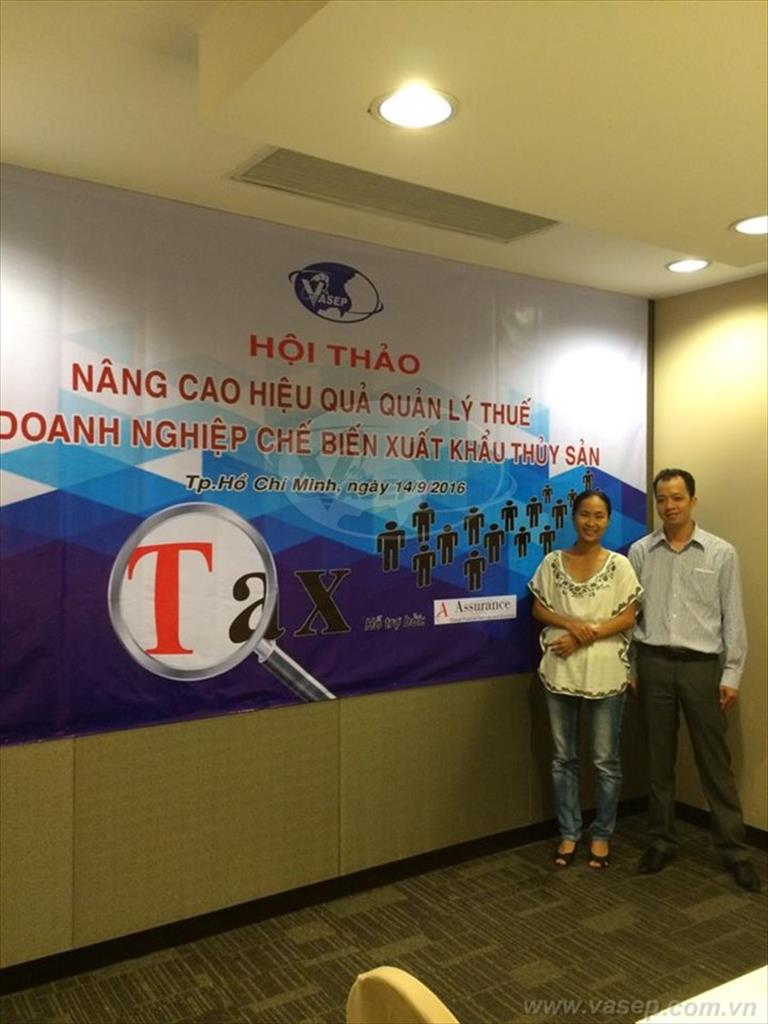 VASEP
HỘI THẢO
NÂNG CAO HIỆU QUẢ QUẢN LÝ THUẾ
DOANH NGHIỆP CHẾ BIẾN XUẤT KHẨU THỦY SẢN
Tp.Hồ Chí Minh, ngày 14/9/2016
Tax
Hỗ trợ bởi:
A Assurance
www.vasep.com.vn